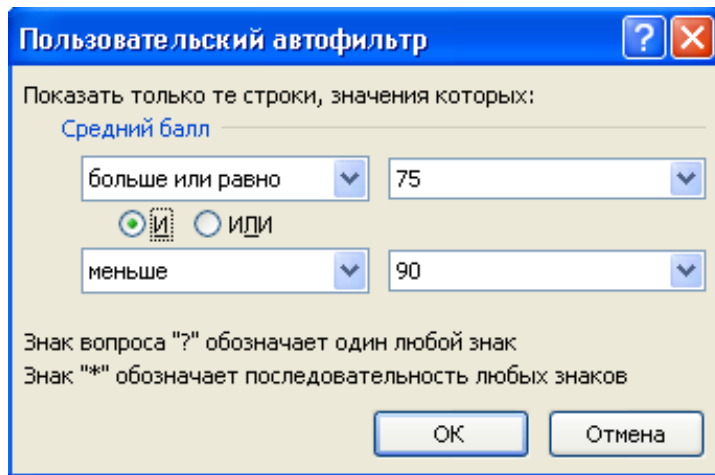 Пользовательский автофильтр
Показать только те строки, значения которых:
Средний балл
больше или равно 75
И ИЛИ
меньше 90
Знак вопроса "?" обозначает один любой знак
Знак "*" обозначает последовательность любых знаков
ОК Отмена